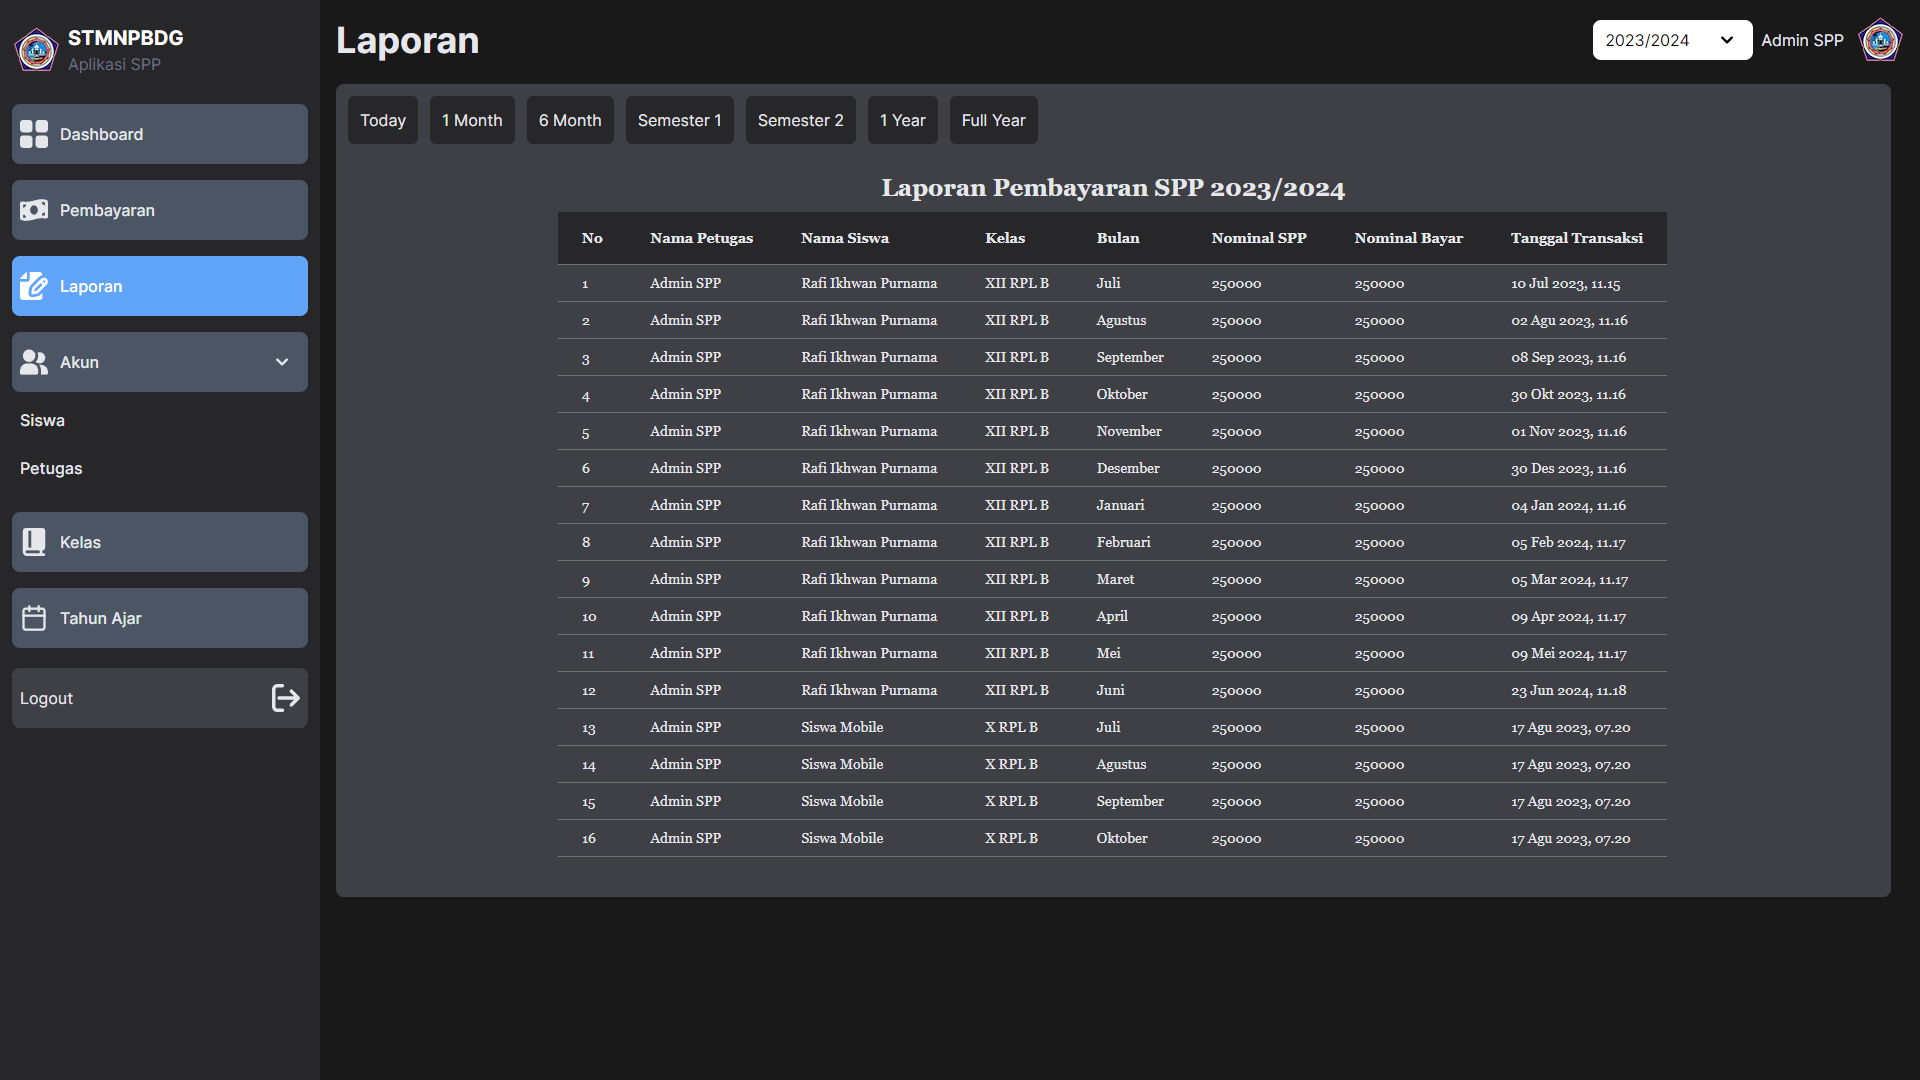 STMNPBDG
Aplikasi SPP
Dashboard
Pembayaran
Laporan
Akun
Siswa
Petugas
Kelas
Tahun Ajar
Logout
Laporan
2023/2024
Admin SPP
Today 1 Month 6 Month Semester 1 Semester 2 1 Year Full Year
Laporan Pembayaran SPP 2023/2024
No Nama Petugas Nama Siswa Kelas Bulan Nominal SPP Nominal Bayar Tanggal Transaksi
1 Admin SPP Rafi Ikhwan Purnama XII RPL B Juli 250000 250000 10 Jul 2023, 11.15
2 Admin SPP Rafi Ikhwan Purnama XII RPL B Agustus 250000 250000 02 Agu 2023, 11.16
3 Admin SPP Rafi Ikhwan Purnama XII RPL B September 250000 250000 08 Sep 2023, 11.16
4 Admin SPP Rafi Ikhwan Purnama XII RPL B Oktober 250000 250000 30 Okt 2023, 11.16
5 Admin SPP Rafi Ikhwan Purnama XII RPL B November 250000 250000 01 Nov 2023, 11.16
6 Admin SPP Rafi Ikhwan Purnama XII RPL B Desember 250000 250000 30 Des 2023, 11.16
7 Admin SPP Rafi Ikhwan Purnama XII RPL B Januari 250000 250000 04 Jan 2024, 11.16
8 Admin SPP Rafi Ikhwan Purnama XII RPL B Februari 250000 250000 05 Feb 2024, 11.17
9 Admin SPP Rafi Ikhwan Purnama XII RPL B Maret 250000 250000 05 Mar 2024, 11.17
10 Admin SPP Rafi Ikhwan Purnama XII RPL B April 250000 250000 09 Apr 2024, 11.17
11 Admin SPP Rafi Ikhwan Purnama XII RPL B Mei 250000 250000 09 Mei 2024, 11.17
12 Admin SPP Rafi Ikhwan Purnama XII RPL B Juni 250000 250000 23 Jun 2024, 11.18
13 Admin SPP Siswa Mobile X RPL B Juli 250000 250000 17 Agu 2023, 07.20
14 Admin SPP Siswa Mobile X RPL B Agustus 250000 250000 17 Agu 2023, 07.20
15 Admin SPP Siswa Mobile X RPL B September 250000 250000 17 Agu 2023, 07.20
16 Admin SPP Siswa Mobile X RPL B Oktober 250000 250000 17 Agu 2023, 07.20